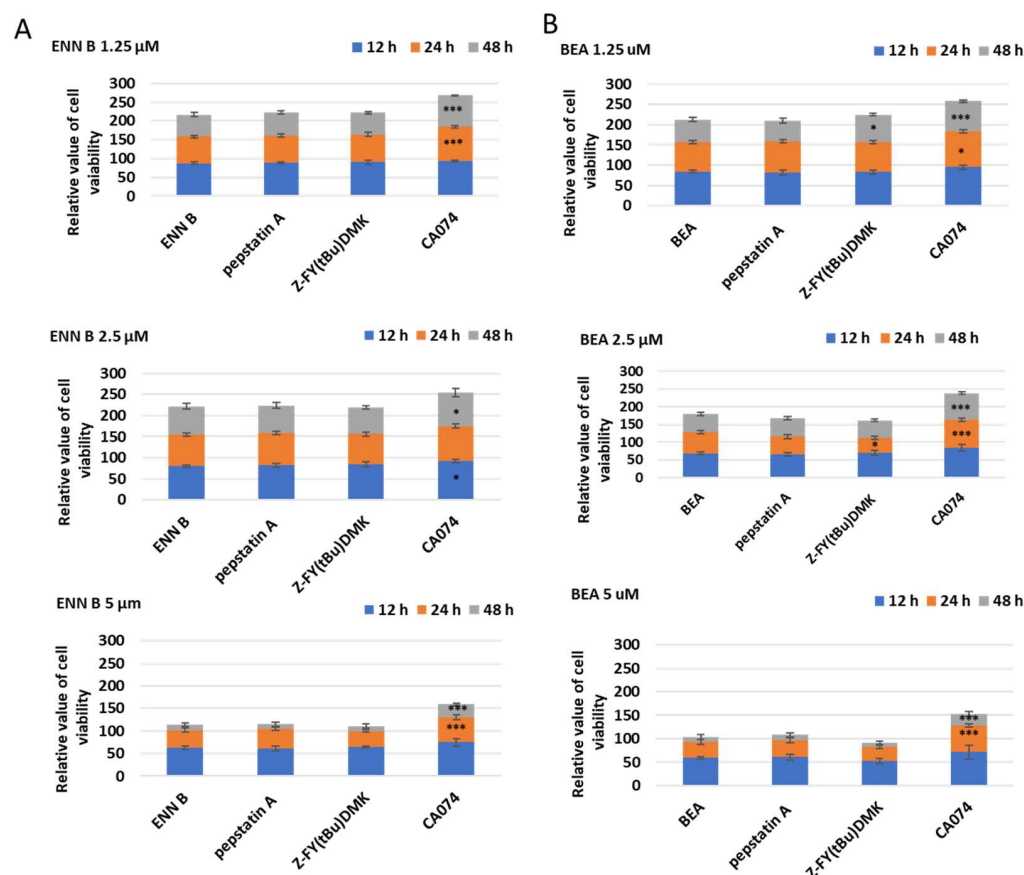 A
ENN B 1.25 µM
12 h 24 h 48 h
Relative value of cell
vaiability
300
250
200
150
100
50
0
***
***
ENN B
pepstatin A
Z-FY(tBu)DMK
CA074
ENN B 2.5 µM
12 h 24 h 48 h
Relative value of cell
viability
300
250
200
150
100
50
0
*
*
ENN B
pepstatin A
Z-FY(tBu)DMK
CA074
ENN B 5 µm
12 h 24 h 48 h
Relative value of cell
viability
300
250
200
150
100
50
0
***
***
ENN B
pepstatin A
Z-FY(tBu)DMK
CA074
B
BEA 1.25 uM
12 h 24 h 48 h
Relative value of cell
viability
300
250
200
150
100
50
0
*
***
*
BEA
pepstatin A
Z-FY(tBu)DMK
CA074
BEA 2.5 µM
12 h 24 h 48 h
Relative value of cell
vaiability
300
250
200
150
100
50
0
*
***
***
BEA
pepstatin A
Z-FY(tBu)DMK
CA074
BEA 5 uM
12 h 24 h 48 h
Relative value of cell
viability
300
250
200
150
100
50
0
***
***
BEA
pepstatin A
Z-FY(tBu)DMK
CA074